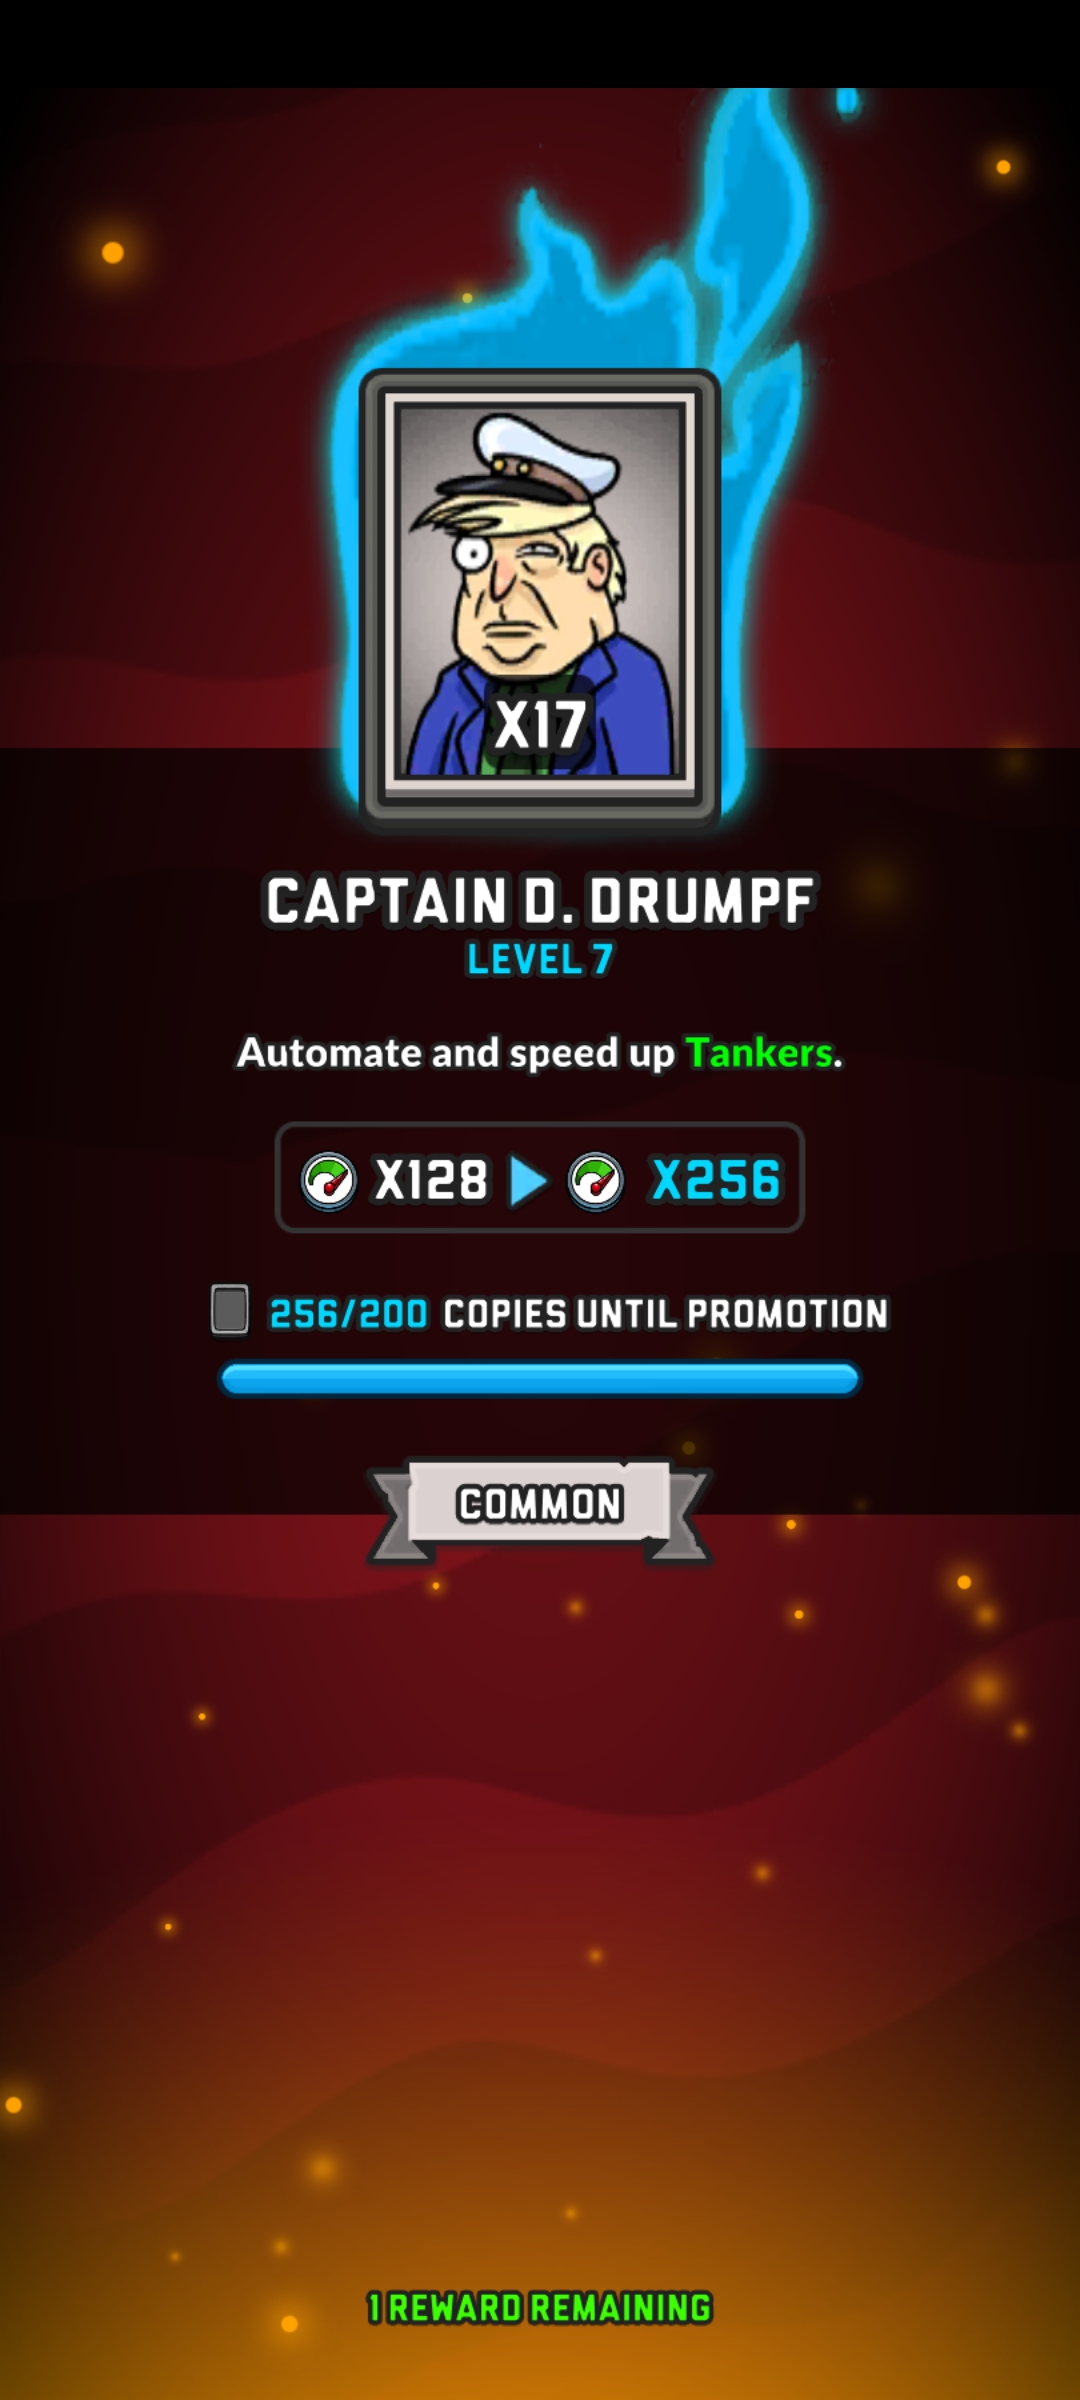 X17
CAPTAIN D. DRUMPF
LEVEL 7
Automate and speed up Tankers.
X128 X256
256/200 COPIES UNTIL PROMOTION
COMMON
1 REWARD REMAINING